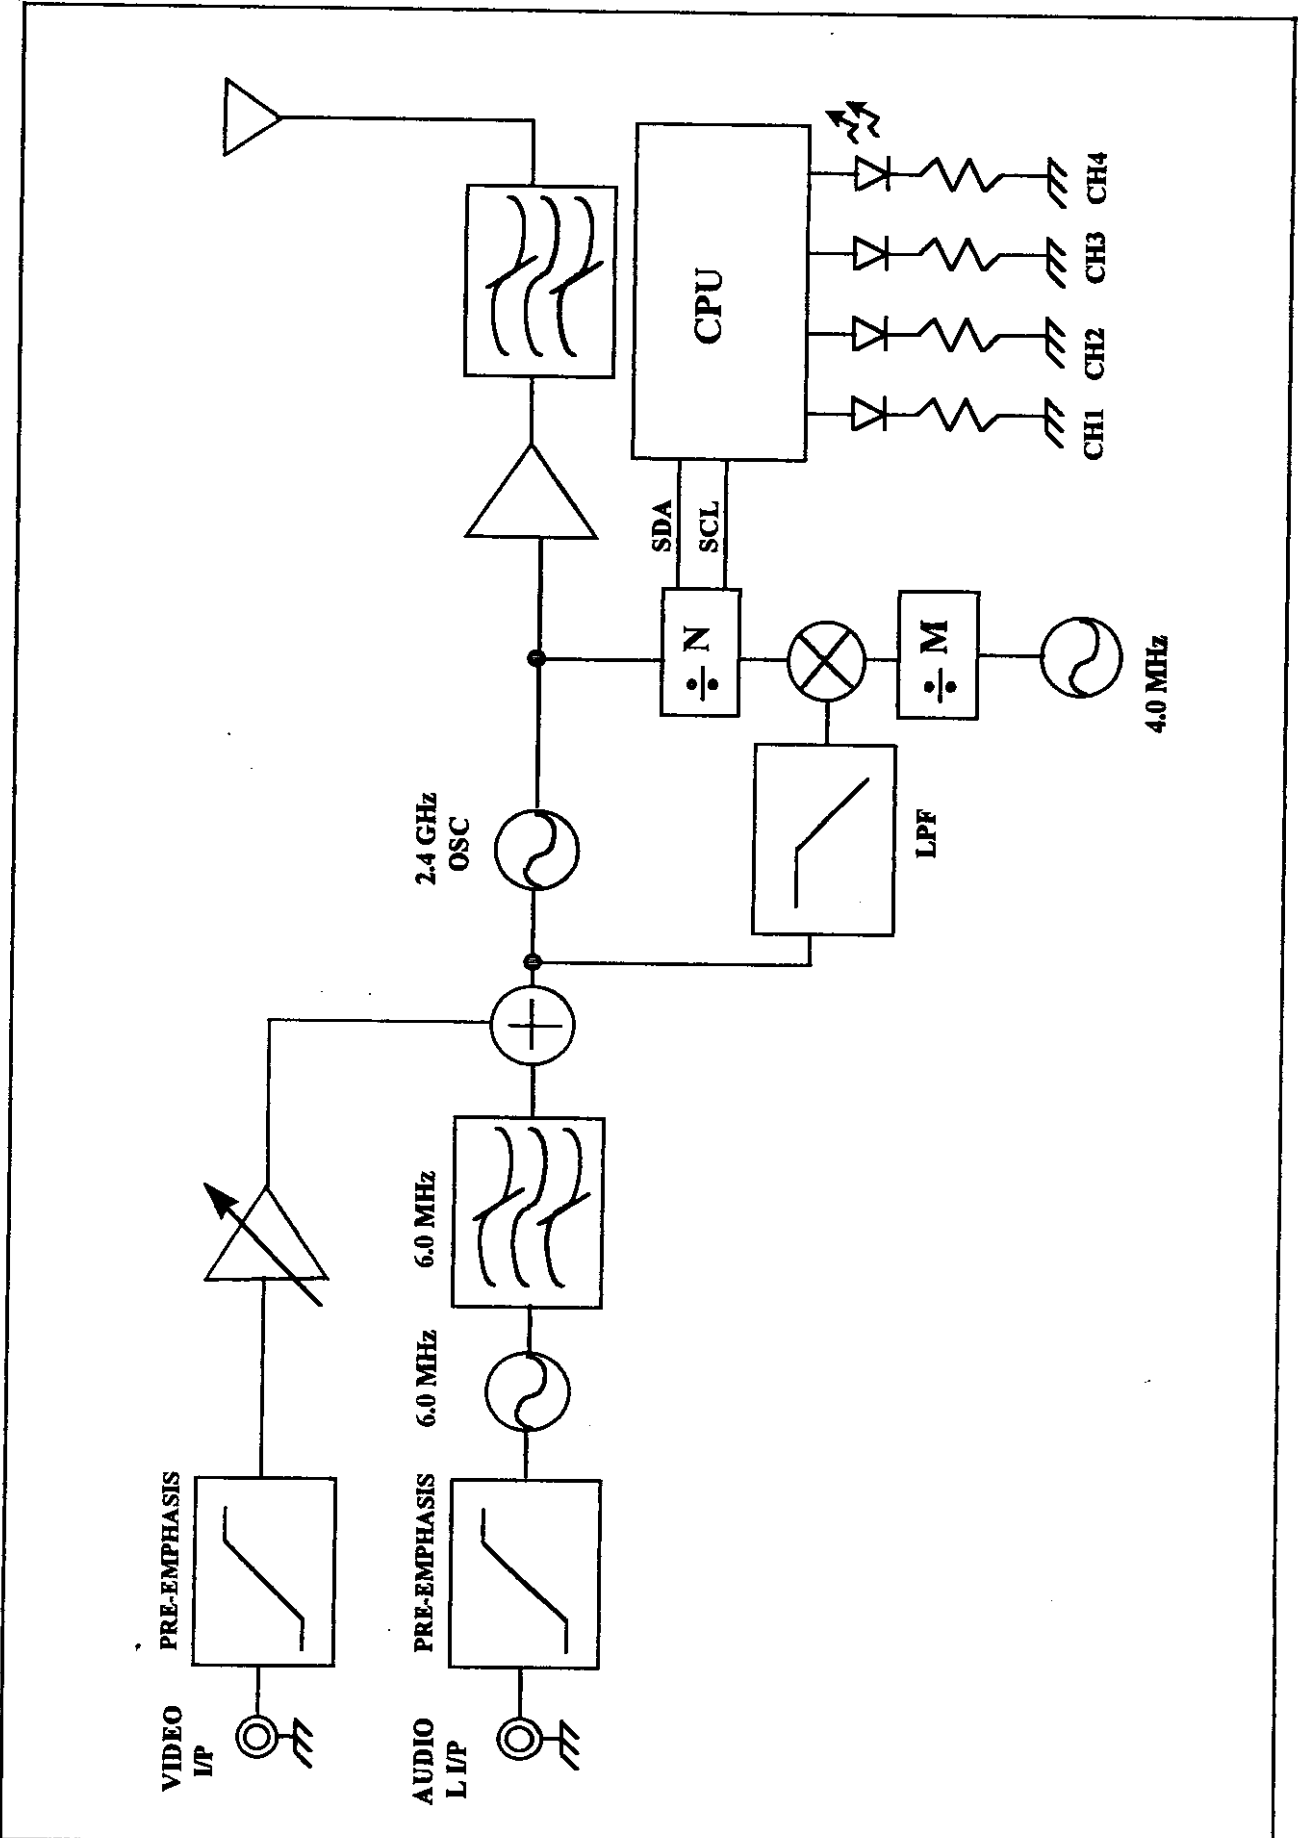 VIDEO
I/P
PRE-EMPHASIS
AUDIO
L I/P
PRE-EMPHASIS
6.0 MHz
6.0 MHz
2.4 GHz
OSC
LPF
÷ N
÷ M
4.0 MHz
SDA
SCL
CPU
CH1
CH2
CH3
CH4